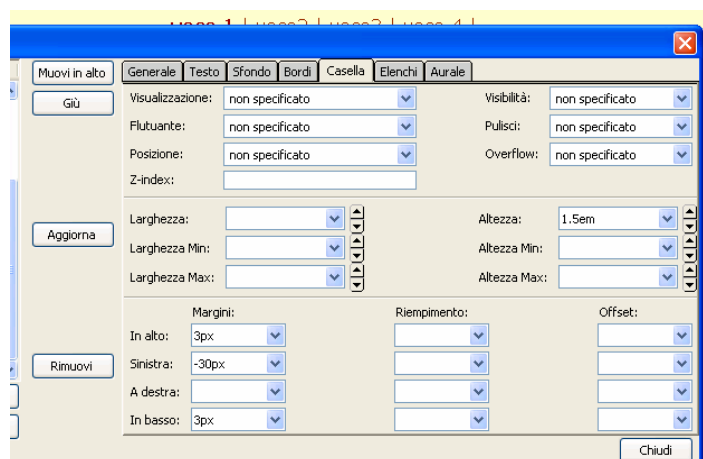 Muovi in alto
Giù
Aggiorna
Rimuovi
Generale Testo Sfondo Bordi Casella Elenchi Aurale
Visualizzazione: non specificato Visibilità: non specificato
Flutuante: non specificato Pulisci: non specificato
Posizione: non specificato Overflow: non specificato
Z-index:
Larghezza: Altezza: 1.5em
Larghezza Min: Altezza Min:
Larghezza Max: Altezza Max:
Margini: Riempimento: Offset:
In alto: 3px
Sinistra: -30px
A destra:
In basso: 3px
Chiudi